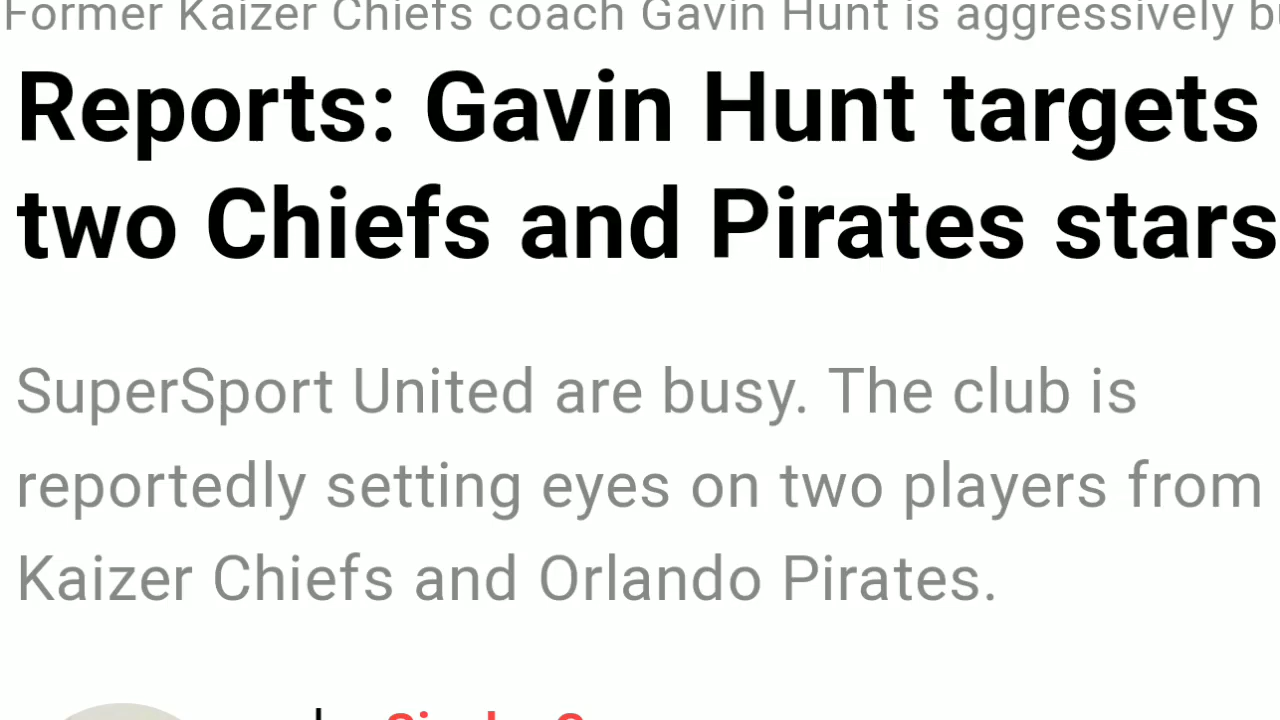 Former Kaizer Chiefs coach Gavin Hunt is aggressively
Reports: Gavin Hunt targets
two Chiefs and Pirates stars
SuperSport United are busy. The club is
reportedly setting eyes on two players from
Kaizer Chiefs and Orlando Pirates.